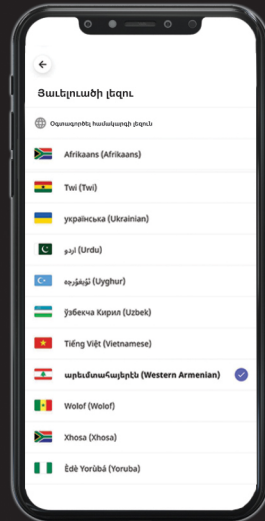 Յաւելուածի լեզու
Օգտագործել համակարգի լեզուն
Afrikaans (Afrikaans)
Twi (Twi)
українська (Ukrainian)
اردو (Urdu)
ئۇيغۇرچە (Uyghur)
ўзбекча Кирил (Uzbek)
Tiếng Việt (Vietnamese)
արեւմտահայերէն (Western Armenian)
Wolof (Wolof)
Xhosa (Xhosa)
Èdè Yorùbá (Yoruba)